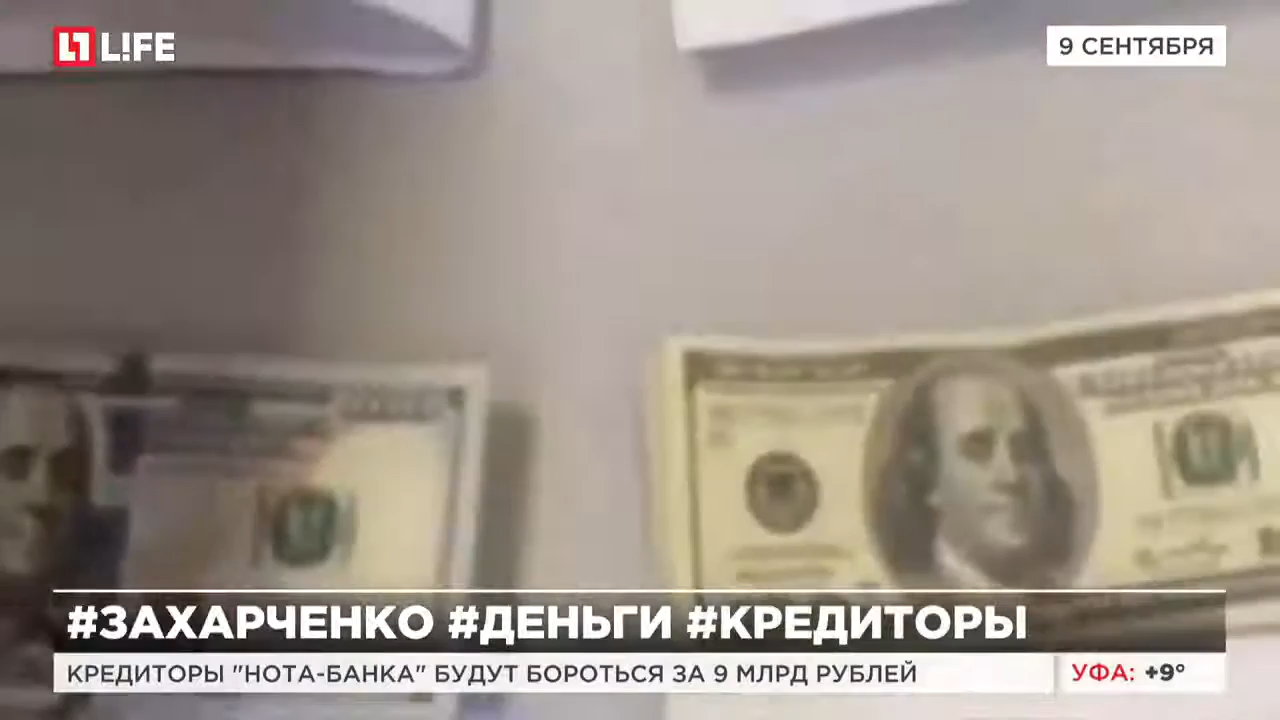 L!FE
9 СЕНТЯБРЯ
#ЗАХАРЧЕНКО #ДЕНЬГИ #КРЕДИТОРЫ
КРЕДИТОРЫ "НОТА-БАНКА" БУДУТ БОРОТЬСЯ ЗА 9 МЛРД РУБЛЕЙ
УФА: +9°